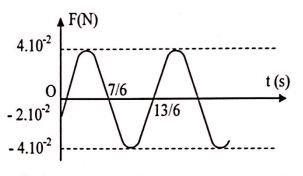 F(N)
4.10⁻²
O
7/6
t (s)
13/6
- 2.10⁻²
- 4.10⁻²